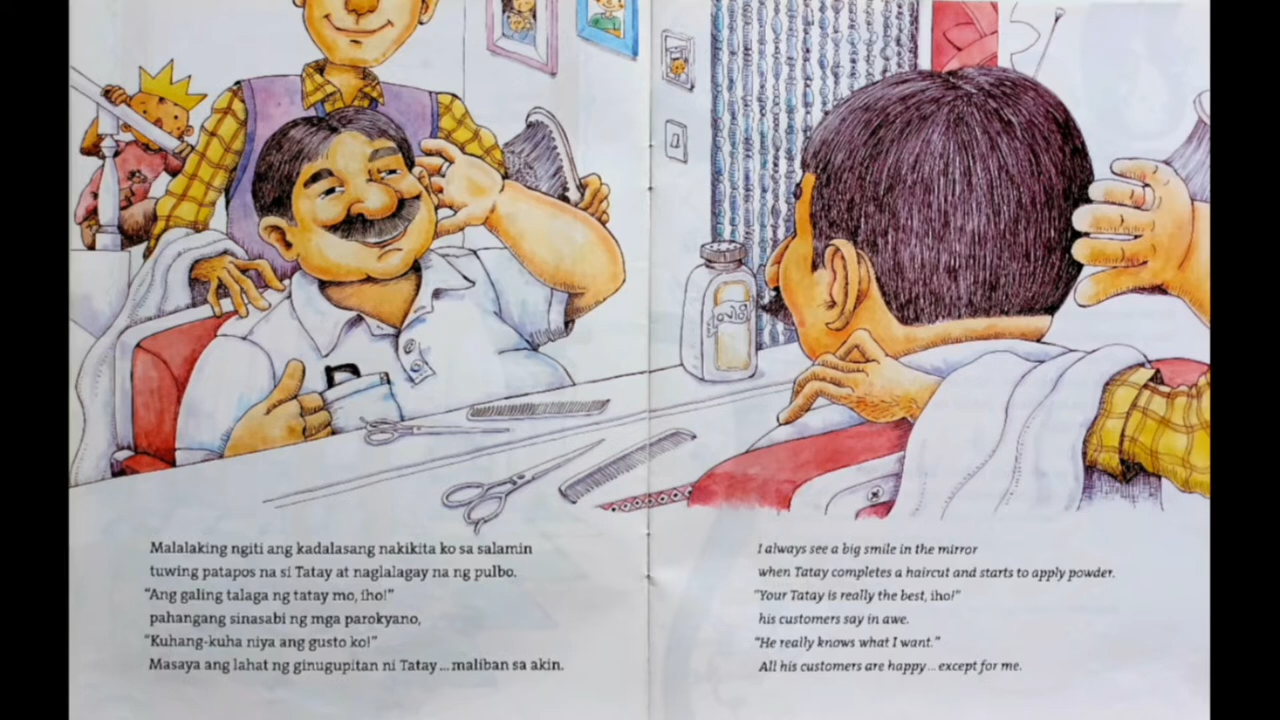 Malalaking ngiti ang kadalasang nakikita ko sa salamin
tuwing patapos na si Tatay at naglalagay na ng pulbo.
"Ang galing talaga ng tatay mo, iho!"
pahangang sinasabi ng mga parokyano,
"Kuhang-kuha niya ang gusto ko!"
Masaya ang lahat ng ginugupitan ni Tatay... maliban sa akin.
I always see a big smile in the mirror
when Tatay completes a haircut and starts to apply powder.
"Your Tatay is really the best, iho!"
his customers say in awe.
"He really knows what I want."
All his customers are happy... except for me.